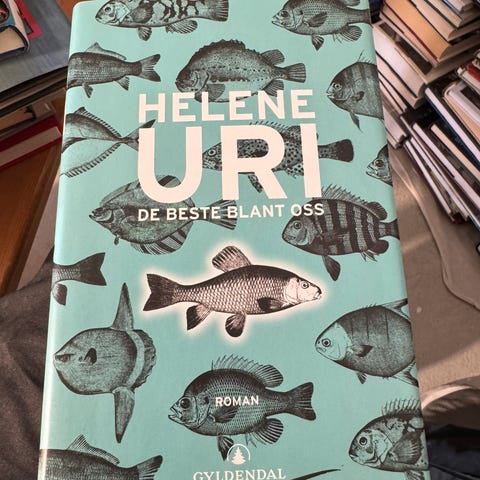 HELENE
URI
DE BESTE BLANT OSS
ROMAN
GYLDENDAL